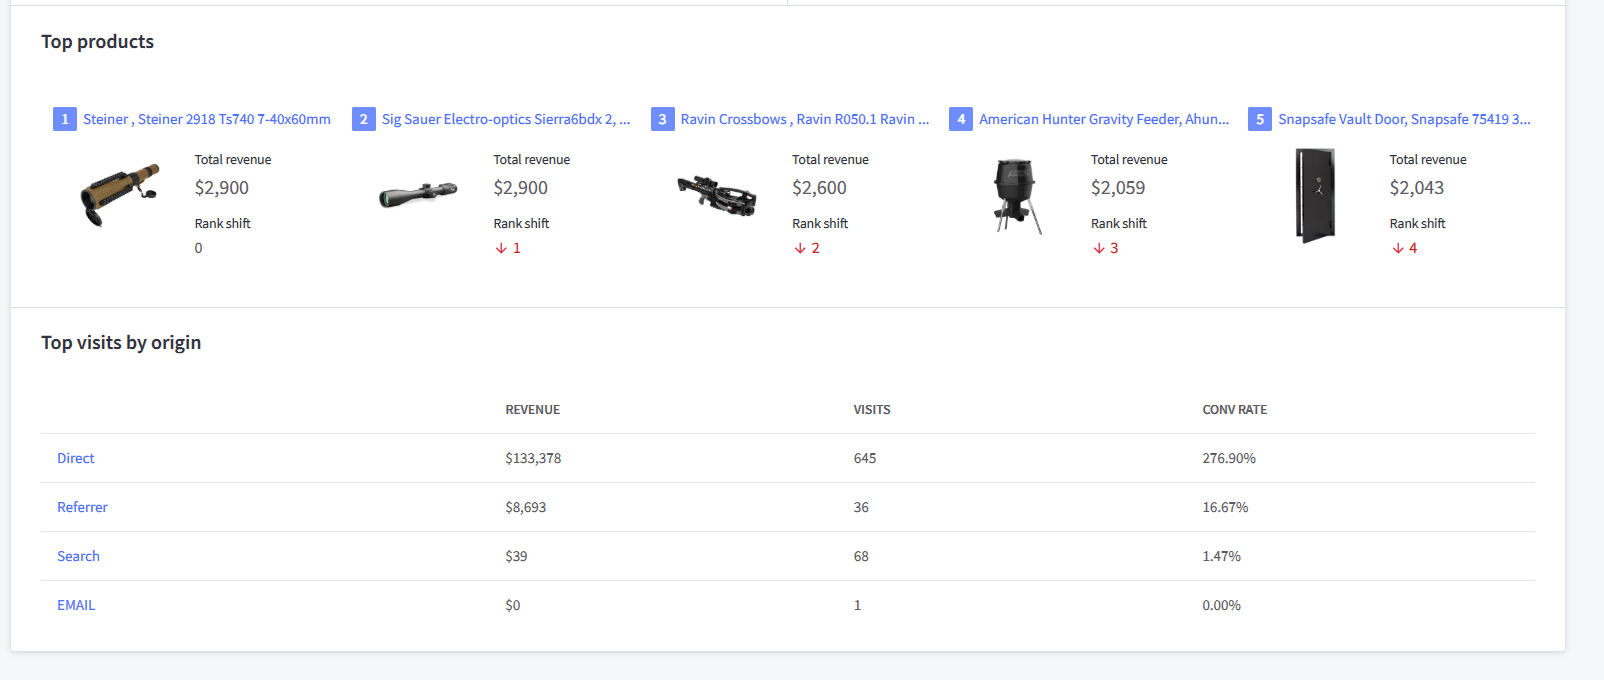 Top products
1 Steiner , Steiner 2918 Ts740 7-40x60mm
Total revenue
$2,900
Rank shift
0
2 Sig Sauer Electro-optics Sierra6bdx 2, ...
Total revenue
$2,900
Rank shift
↓ 1
3 Ravin Crossbows , Ravin R050.1 Ravin ...
Total revenue
$2,600
Rank shift
↓ 2
4 American Hunter Gravity Feeder, Ahun...
Total revenue
$2,059
Rank shift
↓ 3
5 Snapsafe Vault Door, Snapsafe 75419 3...
Total revenue
$2,043
Rank shift
↓ 4
Top visits by origin
REVENUE VISITS CONV RATE
Direct $133,378 645 276.90%
Referrer $8,693 36 16.67%
Search $39 68 1.47%
EMAIL $0 1 0.00%